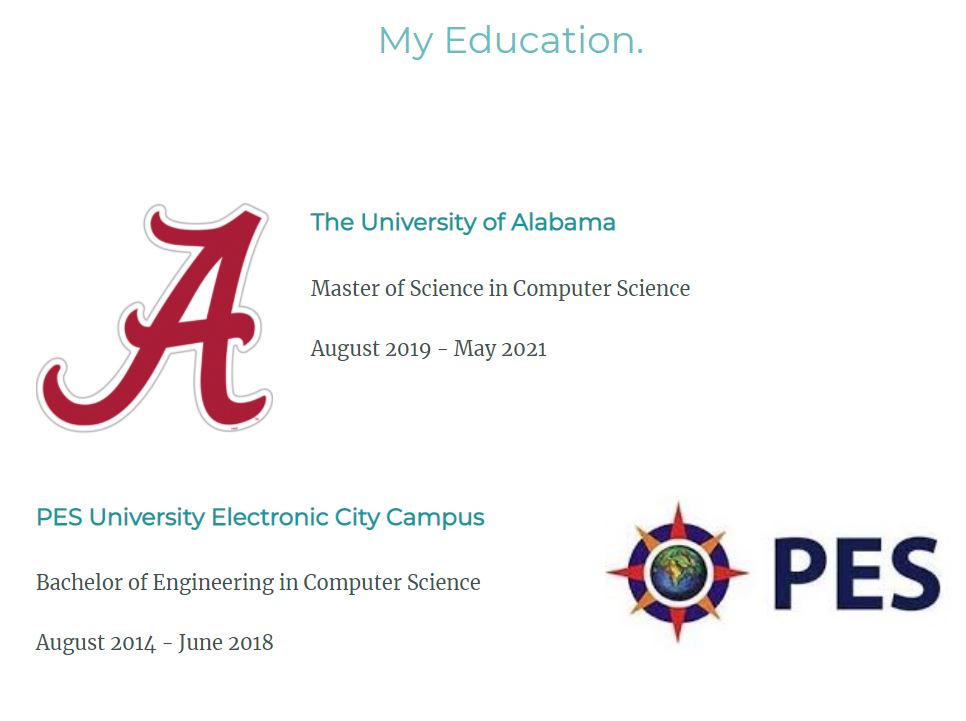 My Education.
The University of Alabama
Master of Science in Computer Science
August 2019 - May 2021
A
PES University Electronic City Campus
Bachelor of Engineering in Computer Science
August 2014 - June 2018
PES